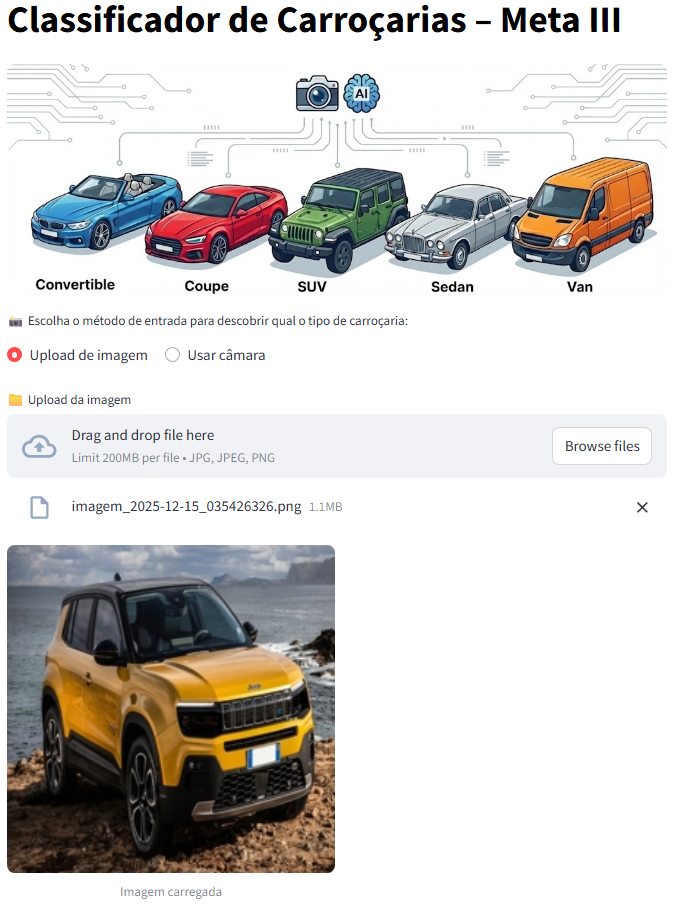 Classificador de Carroçarias – Meta III
AI
Convertible
Coupe
SUV
Sedan
Van
Escolha o método de entrada para descobrir qual o tipo de carroçaria:
Upload de imagem
Usar câmara
Upload da imagem
Drag and drop file here
Limit 200MB per file • JPG, JPEG, PNG
Browse files
imagem_2025-12-15_035426326.png 1.1MB
Jeep
Imagem carregada